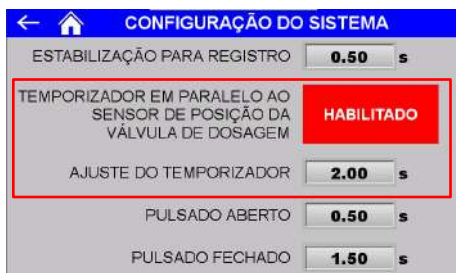 CONFIGURAÇÃO DO SISTEMA
ESTABILIZAÇÃO PARA REGISTRO 0.50 s
TEMPORIZADOR EM PARALELO AO
SENSOR DE POSIÇÃO DA
VÁLVULA DE DOSAGEM
HABILITADO
AJUSTE DO TEMPORIZADOR 2.00 s
PULSADO ABERTO 0.50 s
PULSADO FECHADO 1.50 s